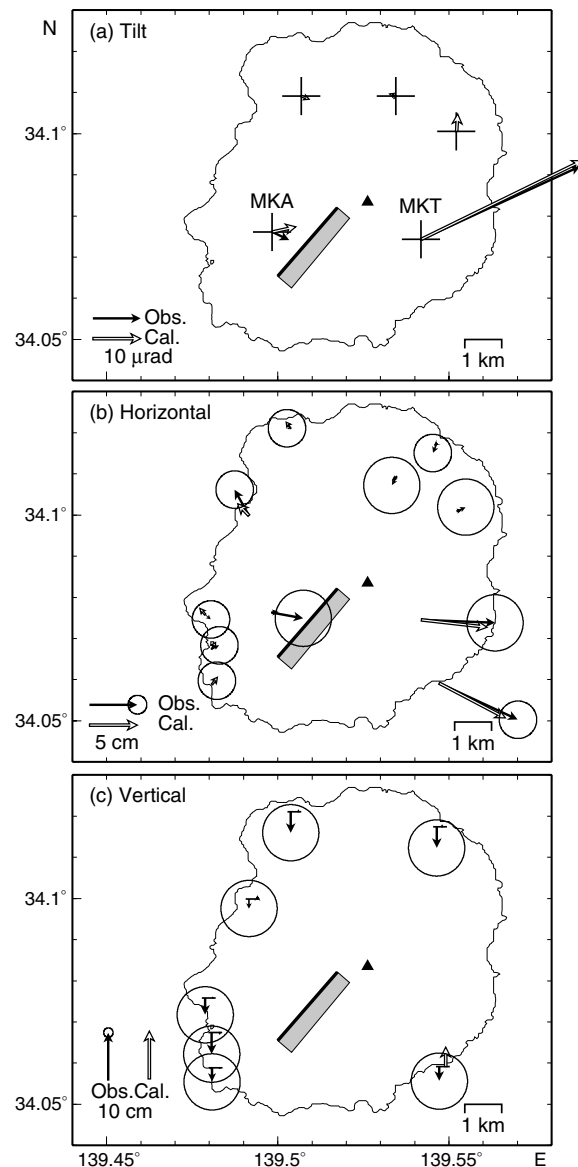 N
(a) Tilt
34.1°
MKA
MKT
Obs.
Cal.
10 μrad
34.05°
1 km
(b) Horizontal
34.1°
Obs.
Cal.
5 cm
34.05°
1 km
(c) Vertical
34.1°
Obs.Cal.
10 cm
34.05°
1 km
139.45° 139.5° 139.55° E